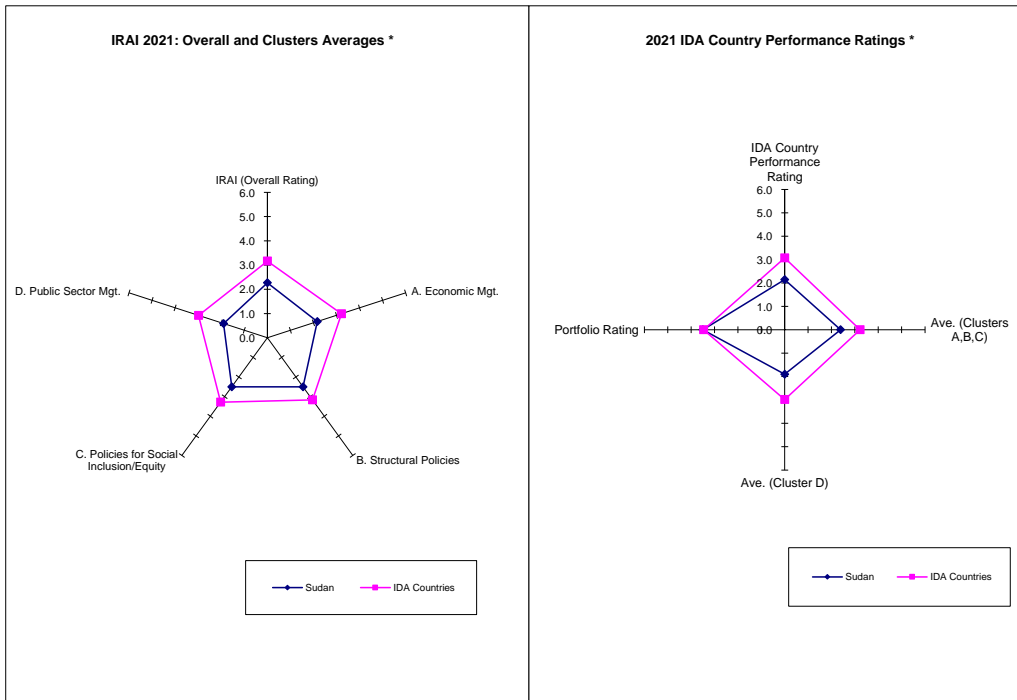 IRAI 2021: Overall and Clusters Averages *
IRAI (Overall Rating)
6.0
5.0
4.0
3.0
2.0
1.0
0.0
D. Public Sector Mgt.
A. Economic Mgt.
C. Policies for Social
Inclusion/Equity
B. Structural Policies
Sudan
IDA Countries
2021 IDA Country Performance Ratings *
IDA Country
Performance
Rating
6.0
5.0
4.0
3.0
2.0
1.0
0.0
Portfolio Rating
Ave. (Clusters
A,B,C)
Ave. (Cluster D)
Sudan
IDA Countries